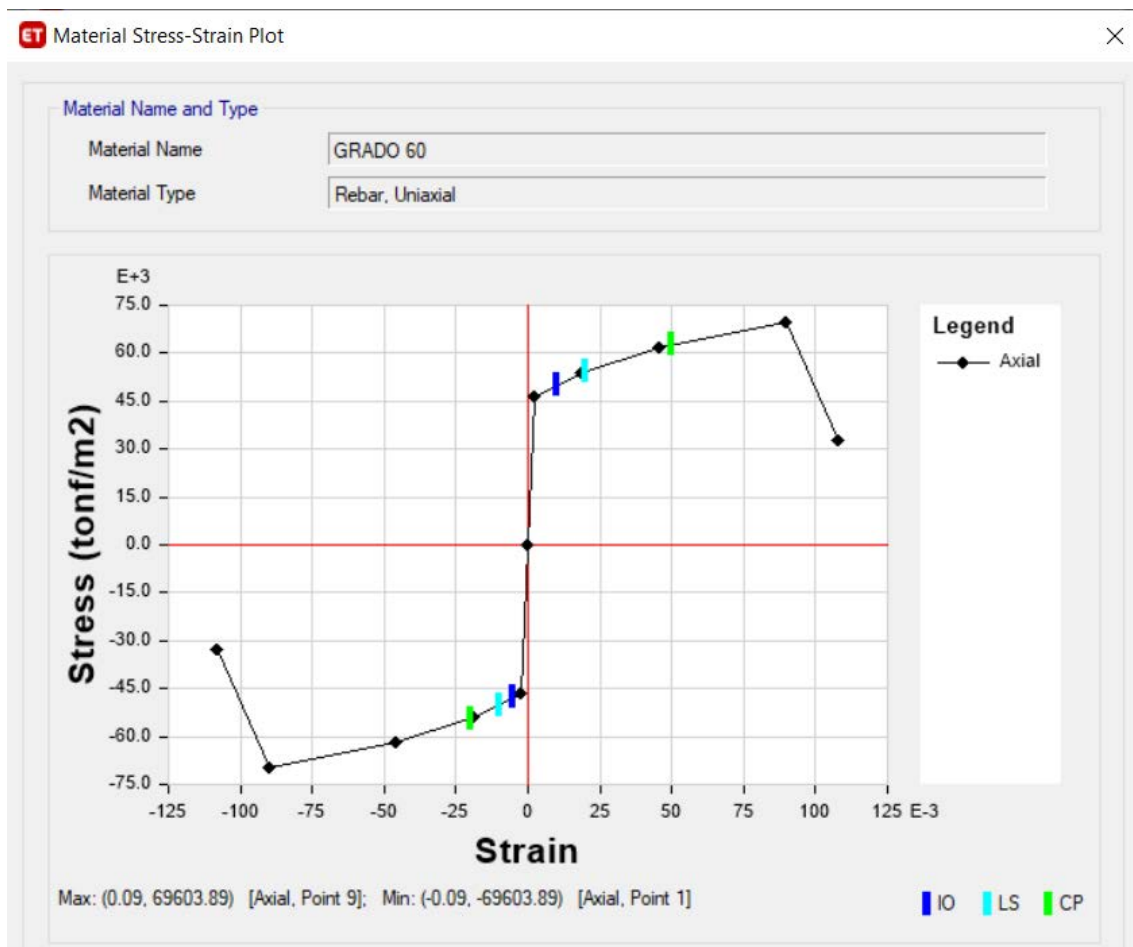 ET Material Stress-Strain Plot
Material Name and Type
Material Name GRADO 60
Material Type Rebar, Uniaxial
E+3
75.0
60.0
45.0
30.0
15.0
0.0
-15.0
-30.0
-45.0
-60.0
-75.0
Stress (tonf/m2)
-125 -100 -75 -50 -25 0 25 50 75 100 125 E-3
Strain
Legend
Axial
Max: (0.09, 69603.89) [Axial, Point 9]; Min: (-0.09, -69603.89) [Axial, Point 1]
IO LS CP